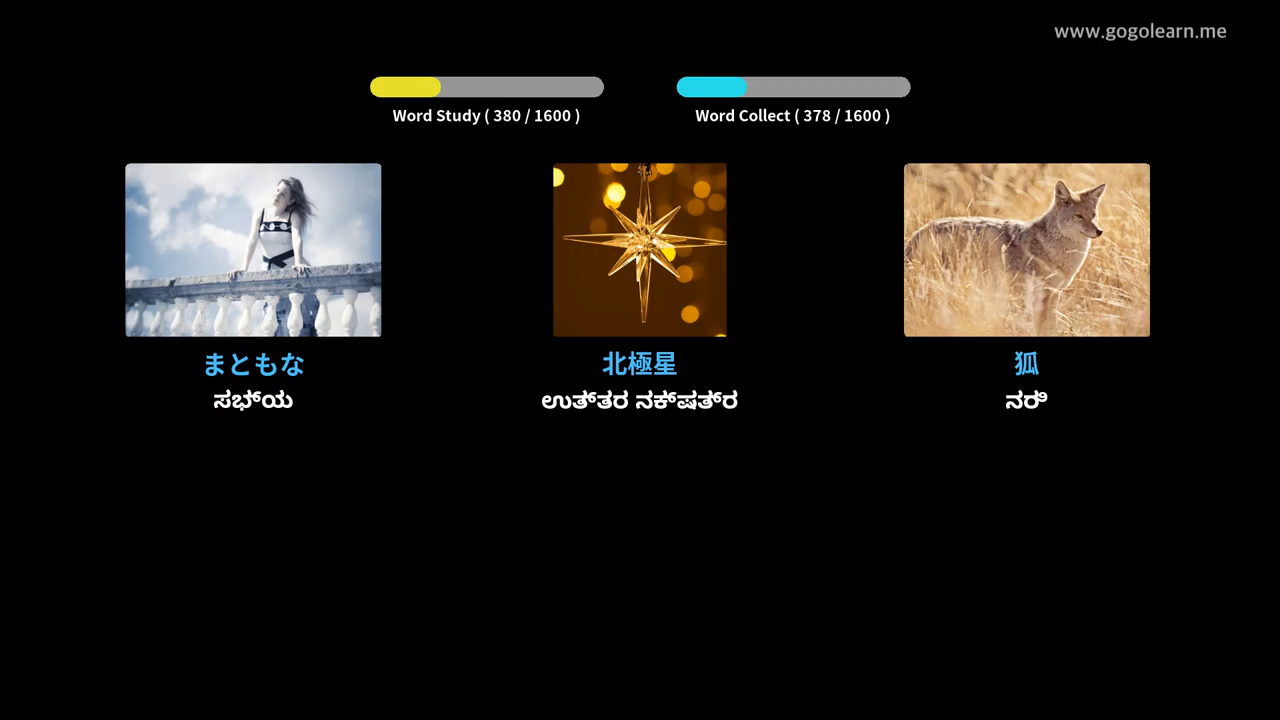 www.gogolearn.me
Word Study ( 380 / 1600 )
Word Collect ( 378 / 1600 )
まともな
北極星
狐
ಸಭ್ಯ
ಉತ್ತರ ನಕ್ಷತ್ರ
ನರಿ